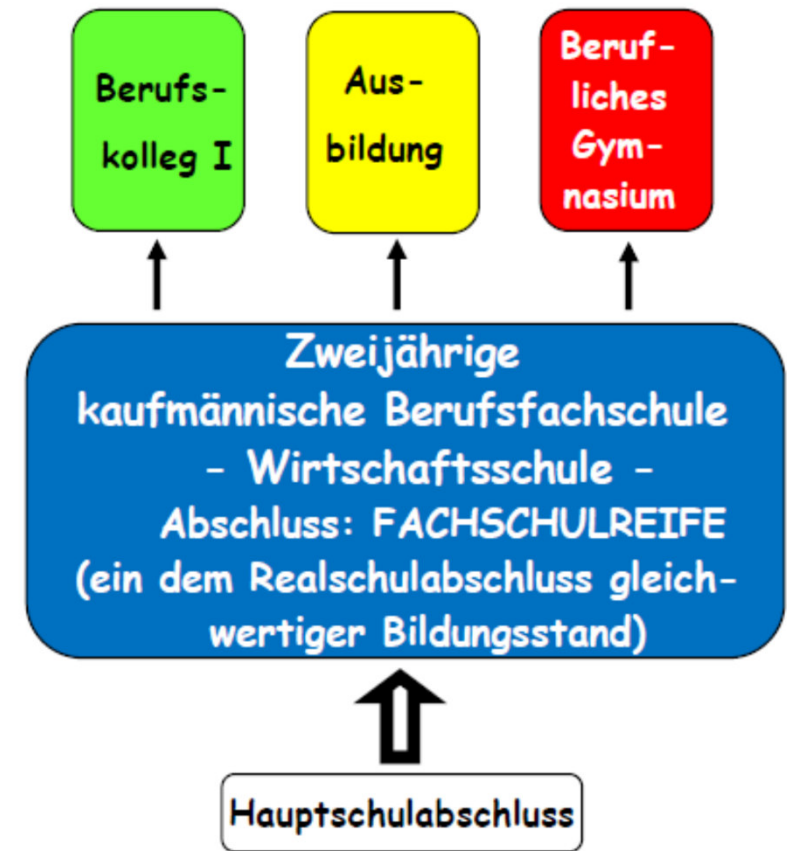 Berufs-
kolleg I
Aus-
bildung
Beruf-
liches
Gym-
nasium
Zweijährige
kaufmännische Berufsfachschule
- Wirtschaftsschule -
Abschluss: FACHSCHULREIFE
(ein dem Realschulabschluss gleich-
wertiger Bildungsstand)
Hauptschulabschluss